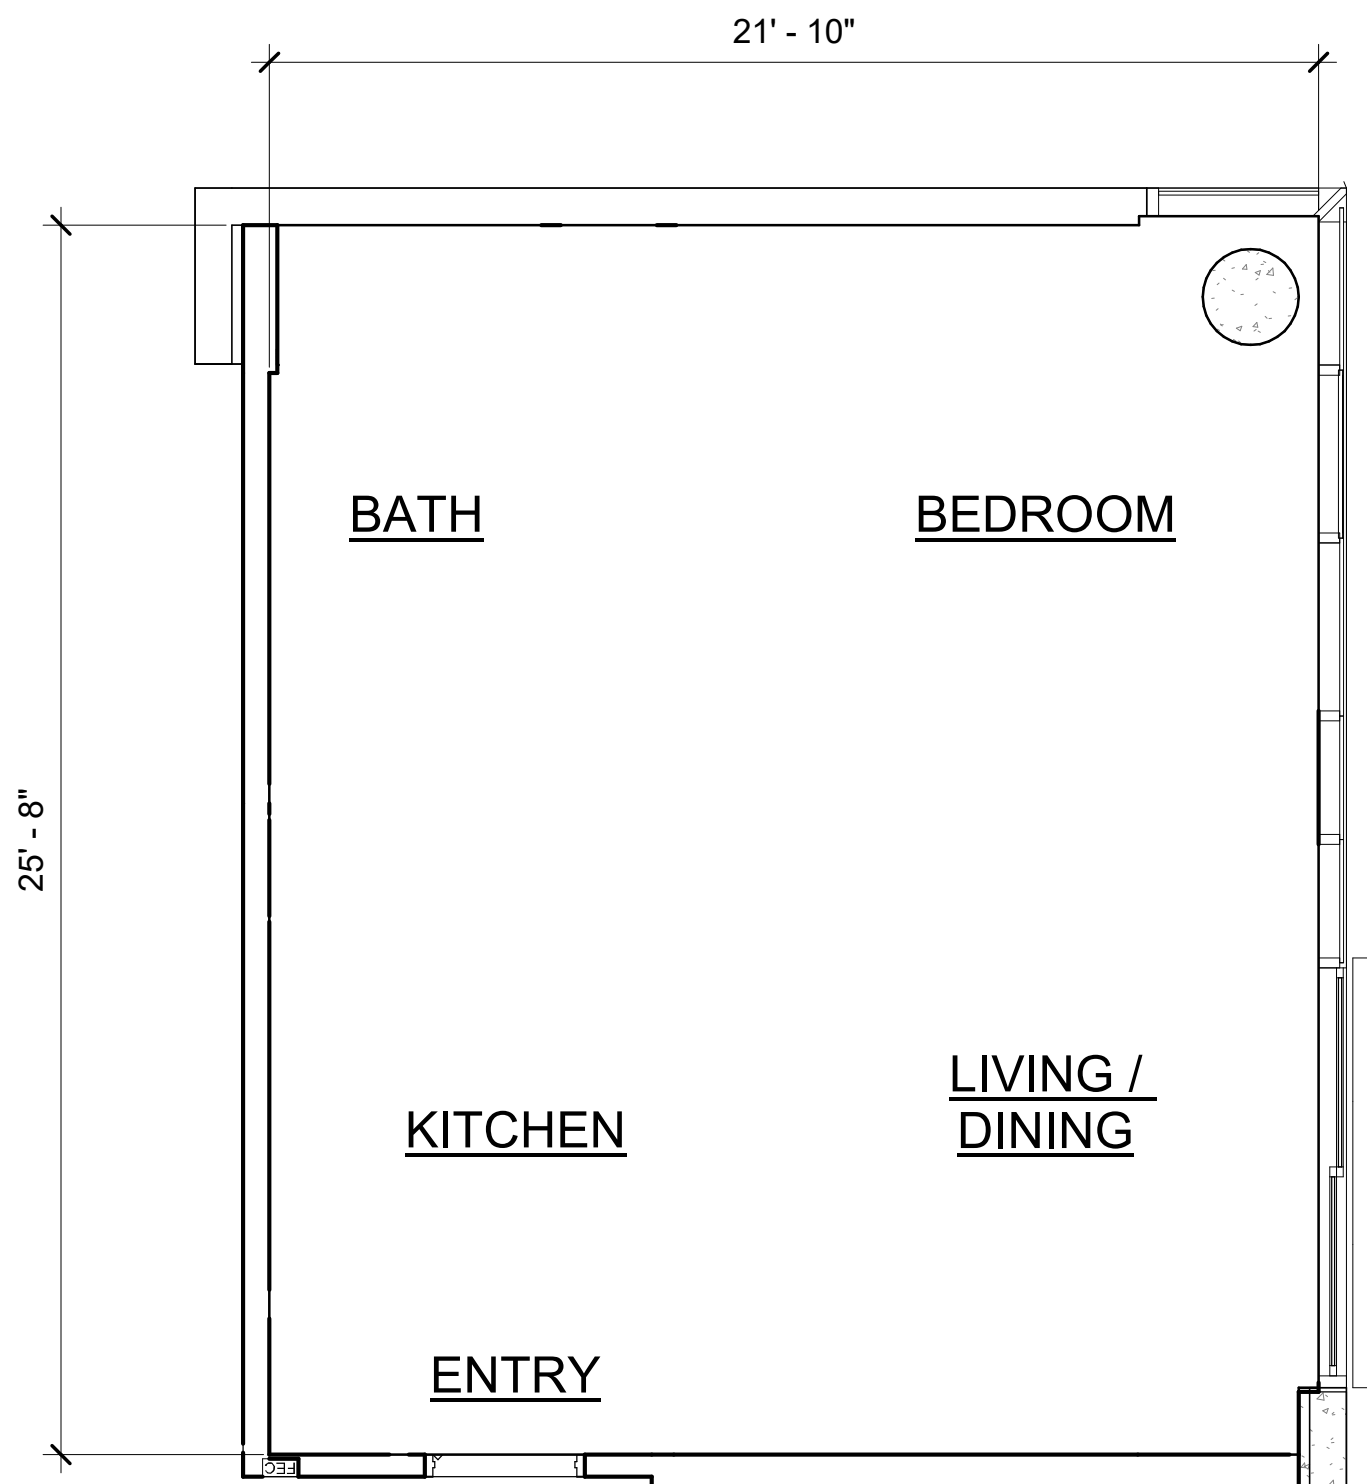 21' - 10"
25' - 8"
BATH
BEDROOM
LIVING /
DINING
KITCHEN
ENTRY
FEC